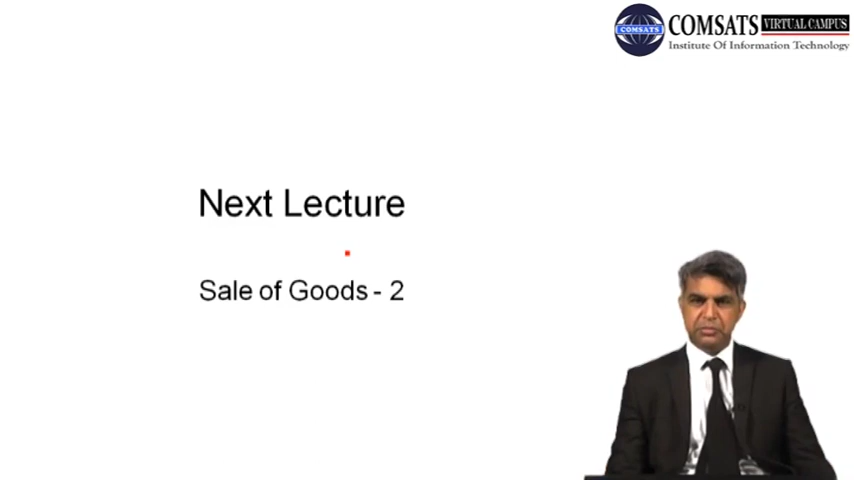 COMSATS VIRTUAL CAMPUS
Institute Of Information Technology
COMSATS
Next Lecture
Sale of Goods - 2